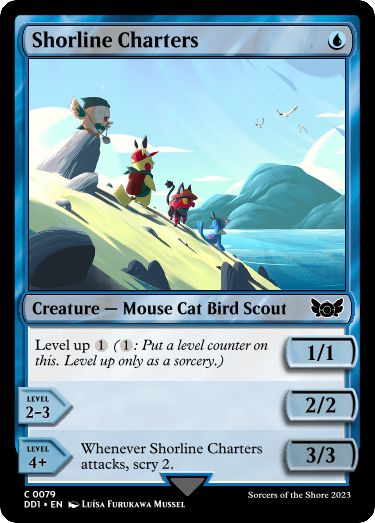 Shorline Charters
Creature — Mouse Cat Bird Scout
Level up 1 (1: Put a level counter on
this. Level up only as a sorcery.)
1/1
LEVEL
2-3
2/2
LEVEL
4+
Whenever Shorline Charters
attacks, scry 2.
3/3
C 0079
DD1 • EN Luísa Furukawa Mussel
Sorcers of the Shore 2023